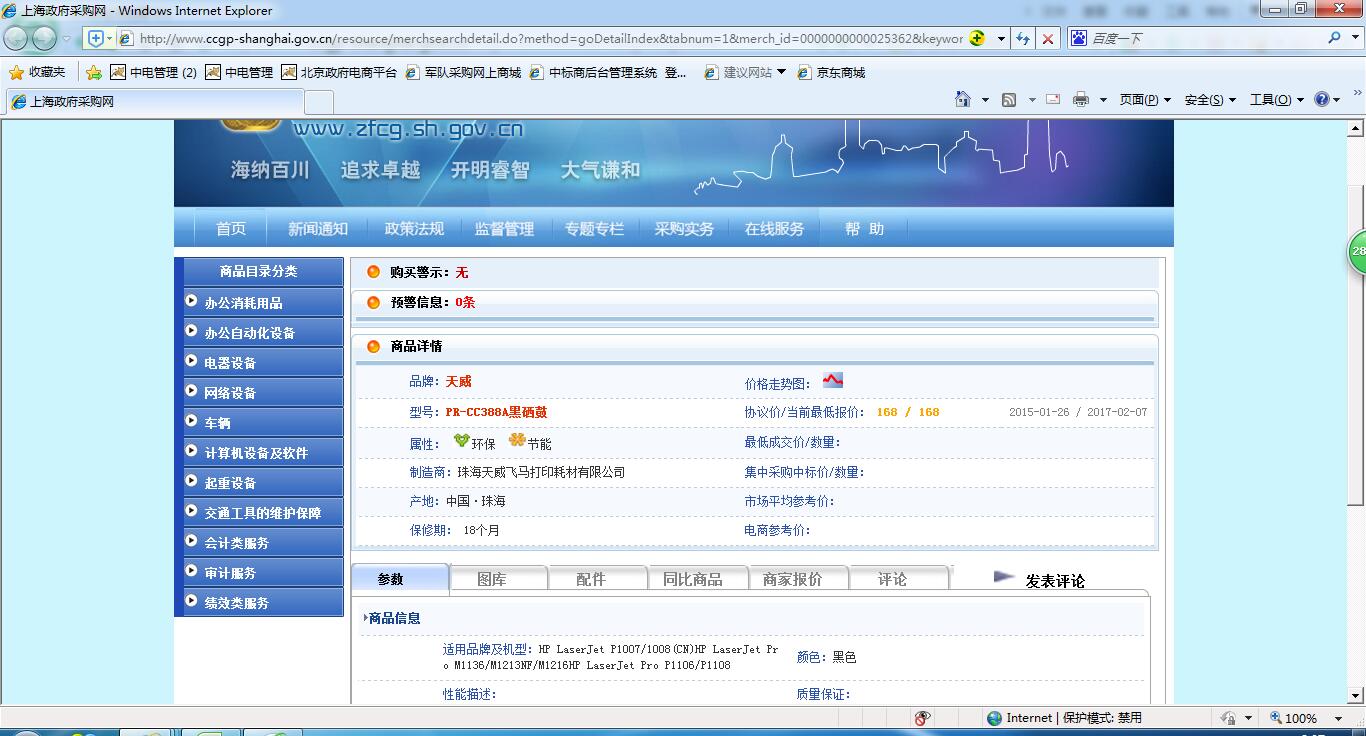 上海政府采购网 - Windows Internet Explorer
http://www.ccgp-shanghai.gov.cn/resource/merchsearchdetail.do?method=goDetailIndex&tabnum=1&merch_id=0000000000025362&keywor
百度一下
收藏夹 中电管理 (2) 中电管理 北京政府电商平台 军队采购网上商城 中标商后台管理系统 登... 建议网站 京东商城
上海政府采购网
页面(P) 安全(S) 工具(O) »
www.zfcg.sh.gov.cn
海纳百川 追求卓越 开明睿智 大气谦和
首页 新闻通知 政策法规 监督管理 专题专栏 采购实务 在线服务 帮 助
28
商品目录分类
办公消耗用品
办公自动化设备
电器设备
网络设备
车辆
计算机设备及软件
起重设备
交通工具的维护保障
会计类服务
审计服务
绩效类服务
购买警示：无
预警信息：0条
商品详情
品牌：天威 价格走势图：
型号：PR-CC388A黑硒鼓 协议价/当前最低报价： 168 / 168 2015-01-26 / 2017-02-07
属性： 环保 节能 最低成交价/数量：
制造商：珠海天威飞马打印耗材有限公司 集中采购中标价/数量：
产地：中国·珠海 市场平均参考价：
保修期： 18个月 电商参考价：
参数 图库 配件 同比商品 商家报价 评论 发表评论
商品信息
适用品牌及机型：HP LaserJet P1007/1008(CN)HP LaserJet Pr
o M1136/M1213NF/M1216HP LaserJet Pro P1106/P1108
颜色：黑色
性能描述： 质量保证：
Internet | 保护模式: 禁用 100%